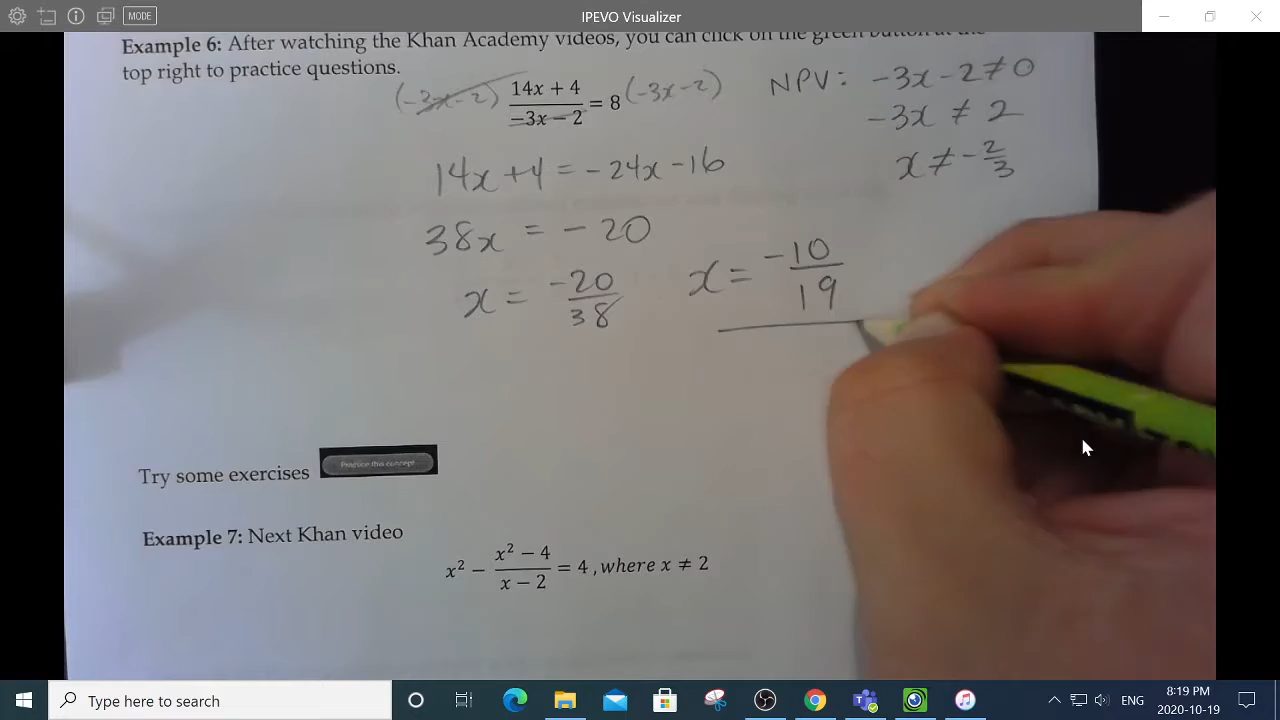 MODE
IPEVO Visualizer
Example 6: After watching the Khan Academy videos, you can click on the green button at the
top right to practice questions.
(-3x-2) 14x + 4 / -3x - 2 = 8 (-3x-2)
NPV: -3x-2≠0
-3x ≠ 2
x ≠ -2/3
14x+4 = -24x-16
38x = -20
x = -20/38
x = -10/19
Try some exercises Practice this concept
Example 7: Next Khan video
x² - x² - 4 / x - 2 = 4, where x ≠ 2
Type here to search
ENG
8:19 PM
2020-10-19